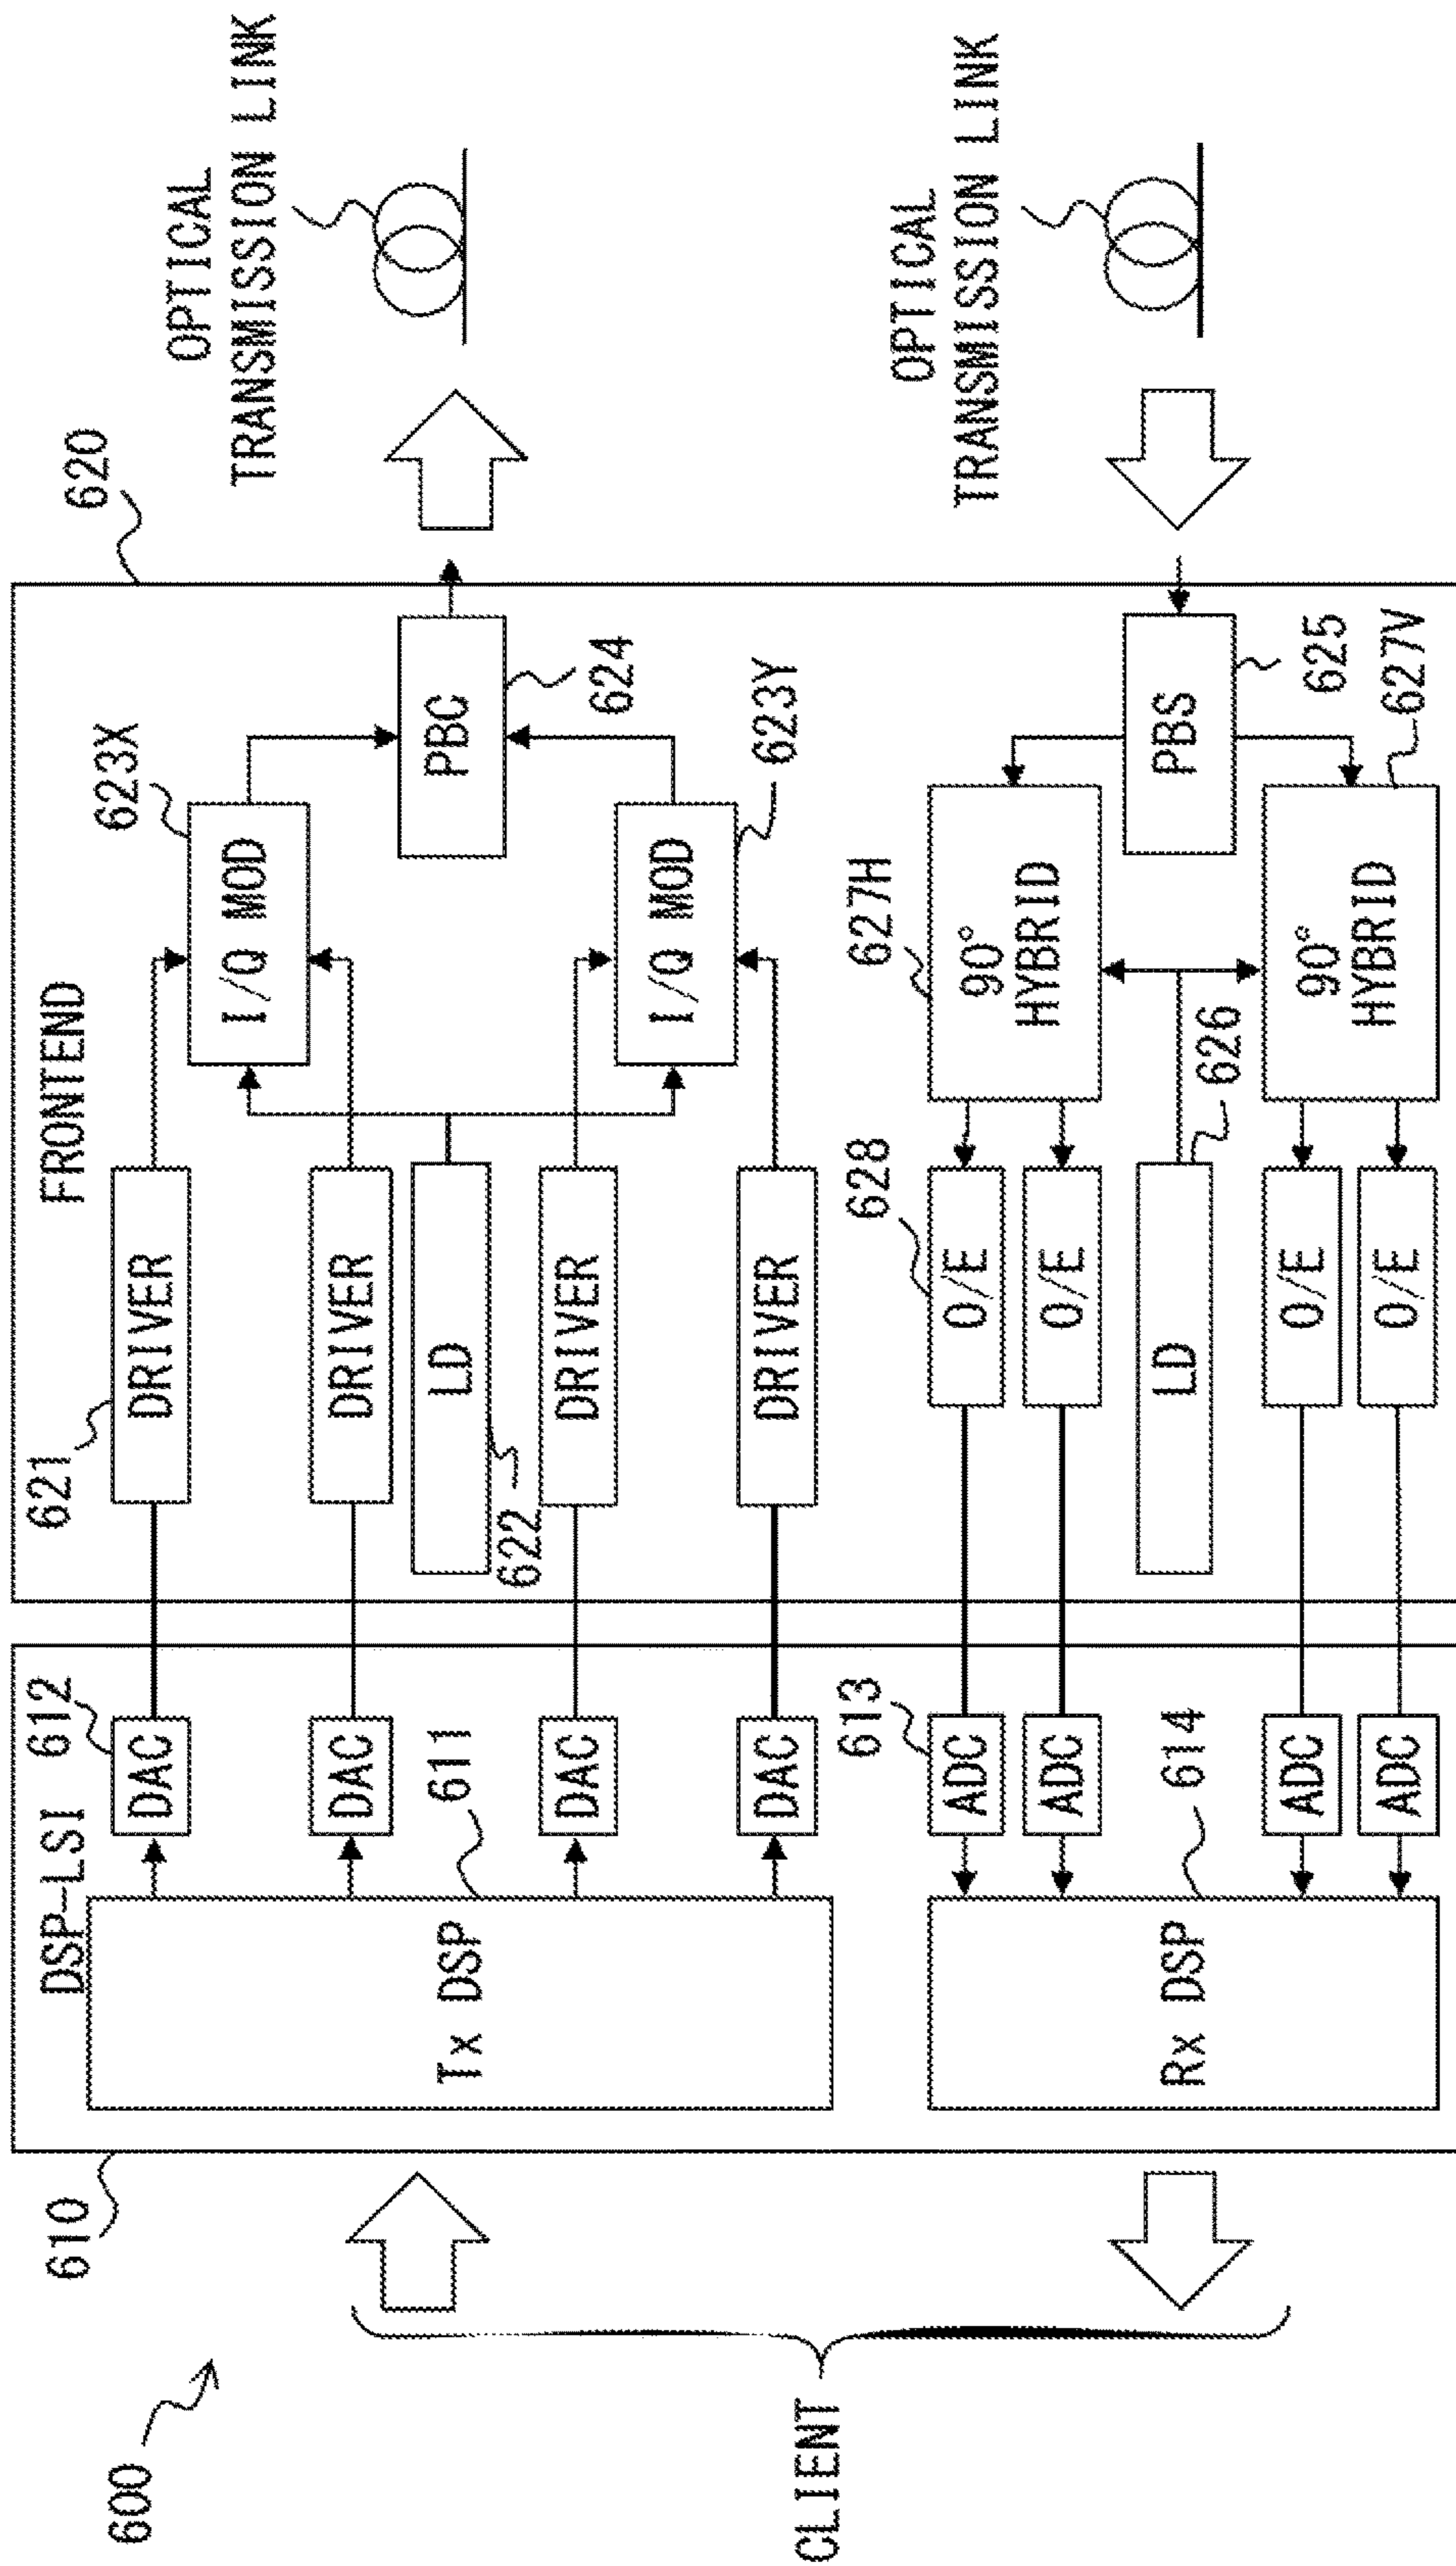 600
CLIENT
610
DSP-LSI
612
DAC
DAC
DAC
DAC
611
Tx DSP
613
ADC
ADC
ADC
ADC
614
Rx DSP
620
FRONTEND
621
DRIVER
DRIVER
LD
622
DRIVER
DRIVER
623X
I/Q MOD
I/Q MOD
623Y
PBC
624
OPTICAL
TRANSMISSION LINK
628
O/E
O/E
LD
626
O/E
O/E
627H
90°
HYBRID
90°
HYBRID
627V
PBS
625
OPTICAL
TRANSMISSION LINK